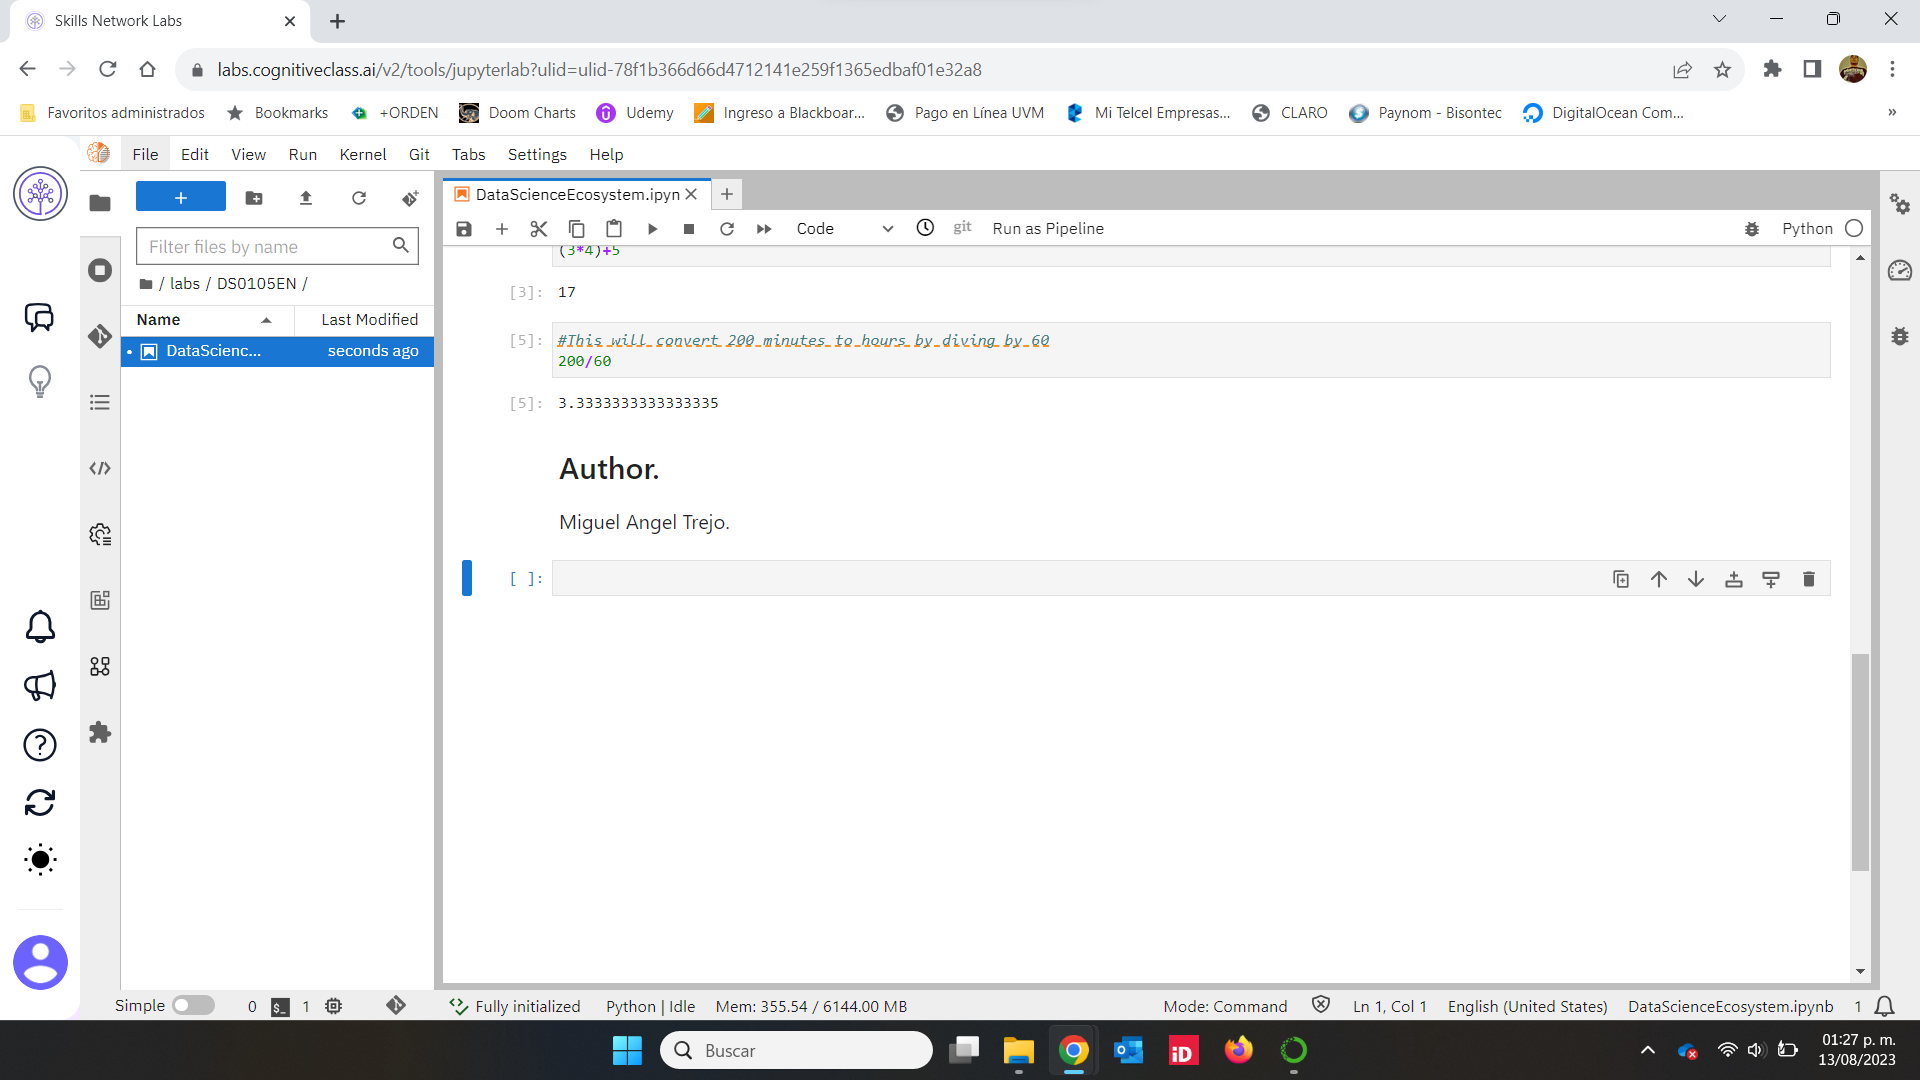 Skills Network Labs
labs.cognitiveclass.ai/v2/tools/jupyterlab?ulid=ulid-78f1b366d66d4712141e259f1365edbaf01e32a8
Favoritos administrados
Bookmarks
+ORDEN
Doom Charts
Udemy
Ingreso a Blackboar...
Pago en Línea UVM
Mi Telcel Empresas...
CLARO
Paynom - Bisontec
DigitalOcean Com...
»
File Edit View Run Kernel Git Tabs Settings Help
DataScienceEcosystem.ipyn
Code
git
Run as Pipeline
Python
Filter files by name
/ labs / DS0105EN /
Name Last Modified
DataScienc... seconds ago
(3*4)+5
[3]: 17
[5]: #This will convert 200 minutes to hours by diving by 60
200/60
[5]: 3.3333333333333335
Author.
Miguel Angel Trejo.
[ ]:
Simple 0 $_ 1 Fully initialized Python | Idle Mem: 355.54 / 6144.00 MB Mode: Command Ln 1, Col 1 English (United States) DataScienceEcosystem.ipynb 1
Buscar
iD
01:27 p. m.
13/08/2023